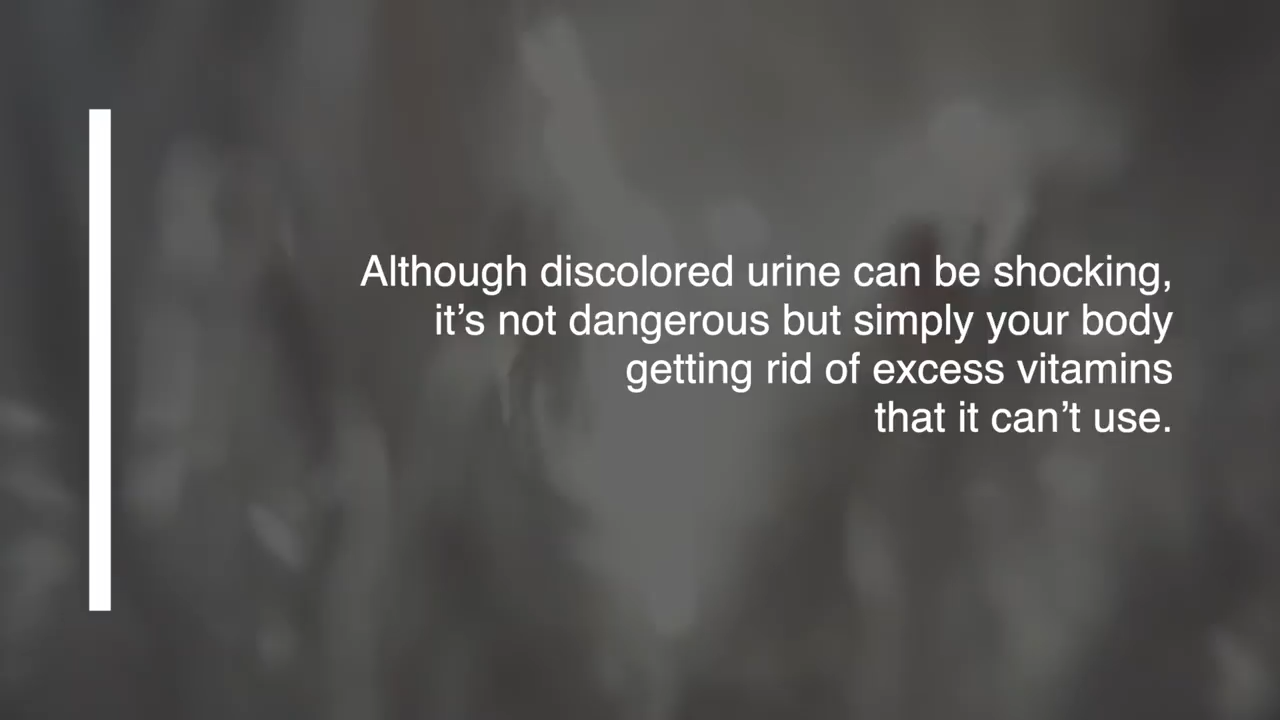 Although discolored urine can be shocking,
it’s not dangerous but simply your body
getting rid of excess vitamins
that it can’t use.